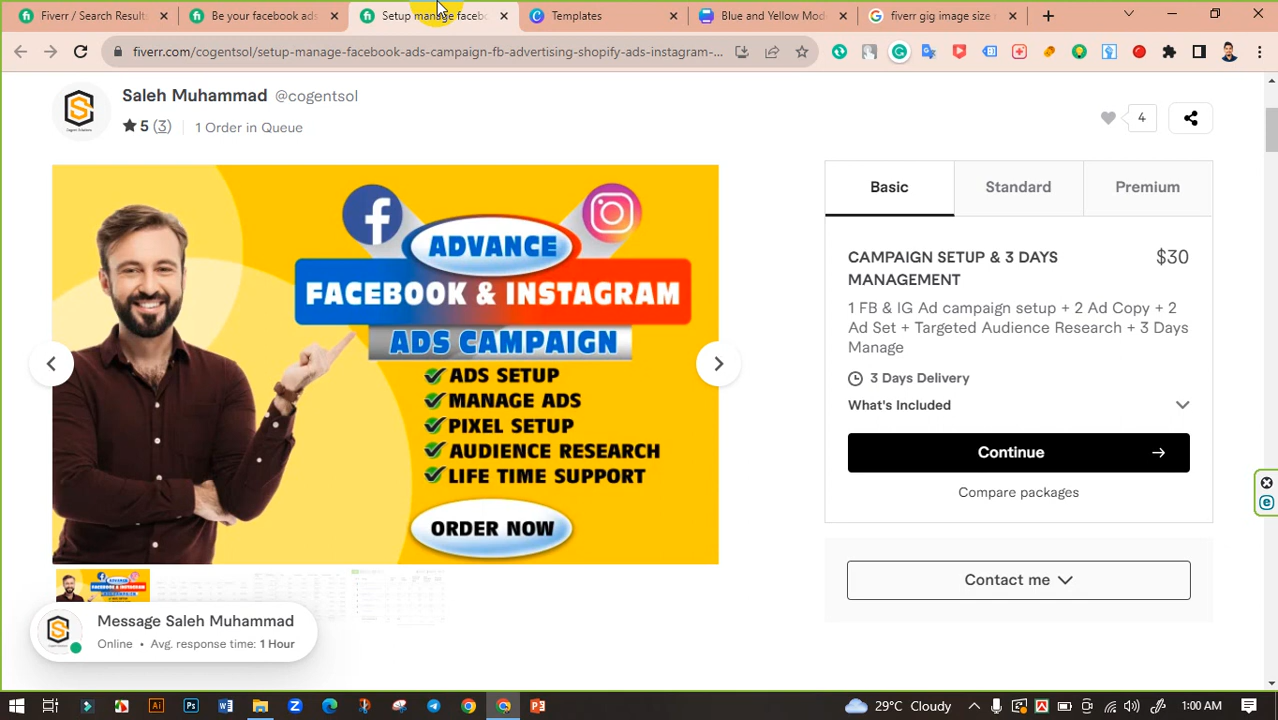 Fiverr / Search Results
Be your facebook ads
Setup manage facebo
Templates
Blue and Yellow Mod
fiverr gig image size
fiverr.com/cogentsol/setup-manage-facebook-ads-campaign-fb-advertising-shopify-ads-instagram-...
Saleh Muhammad @cogentsol
5 (3) 1 Order in Queue
4
ADVANCE
FACEBOOK & INSTAGRAM
ADS CAMPAIGN
ADS SETUP
MANAGE ADS
PIXEL SETUP
AUDIENCE RESEARCH
LIFE TIME SUPPORT
ORDER NOW
Basic Standard Premium
CAMPAIGN SETUP & 3 DAYS $30
MANAGEMENT
1 FB & IG Ad campaign setup + 2 Ad Copy + 2
Ad Set + Targeted Audience Research + 3 Days
Manage
3 Days Delivery
What's Included
Continue
Compare packages
Contact me
Message Saleh Muhammad
Online • Avg. response time: 1 Hour
29°C Cloudy
1:00 AM